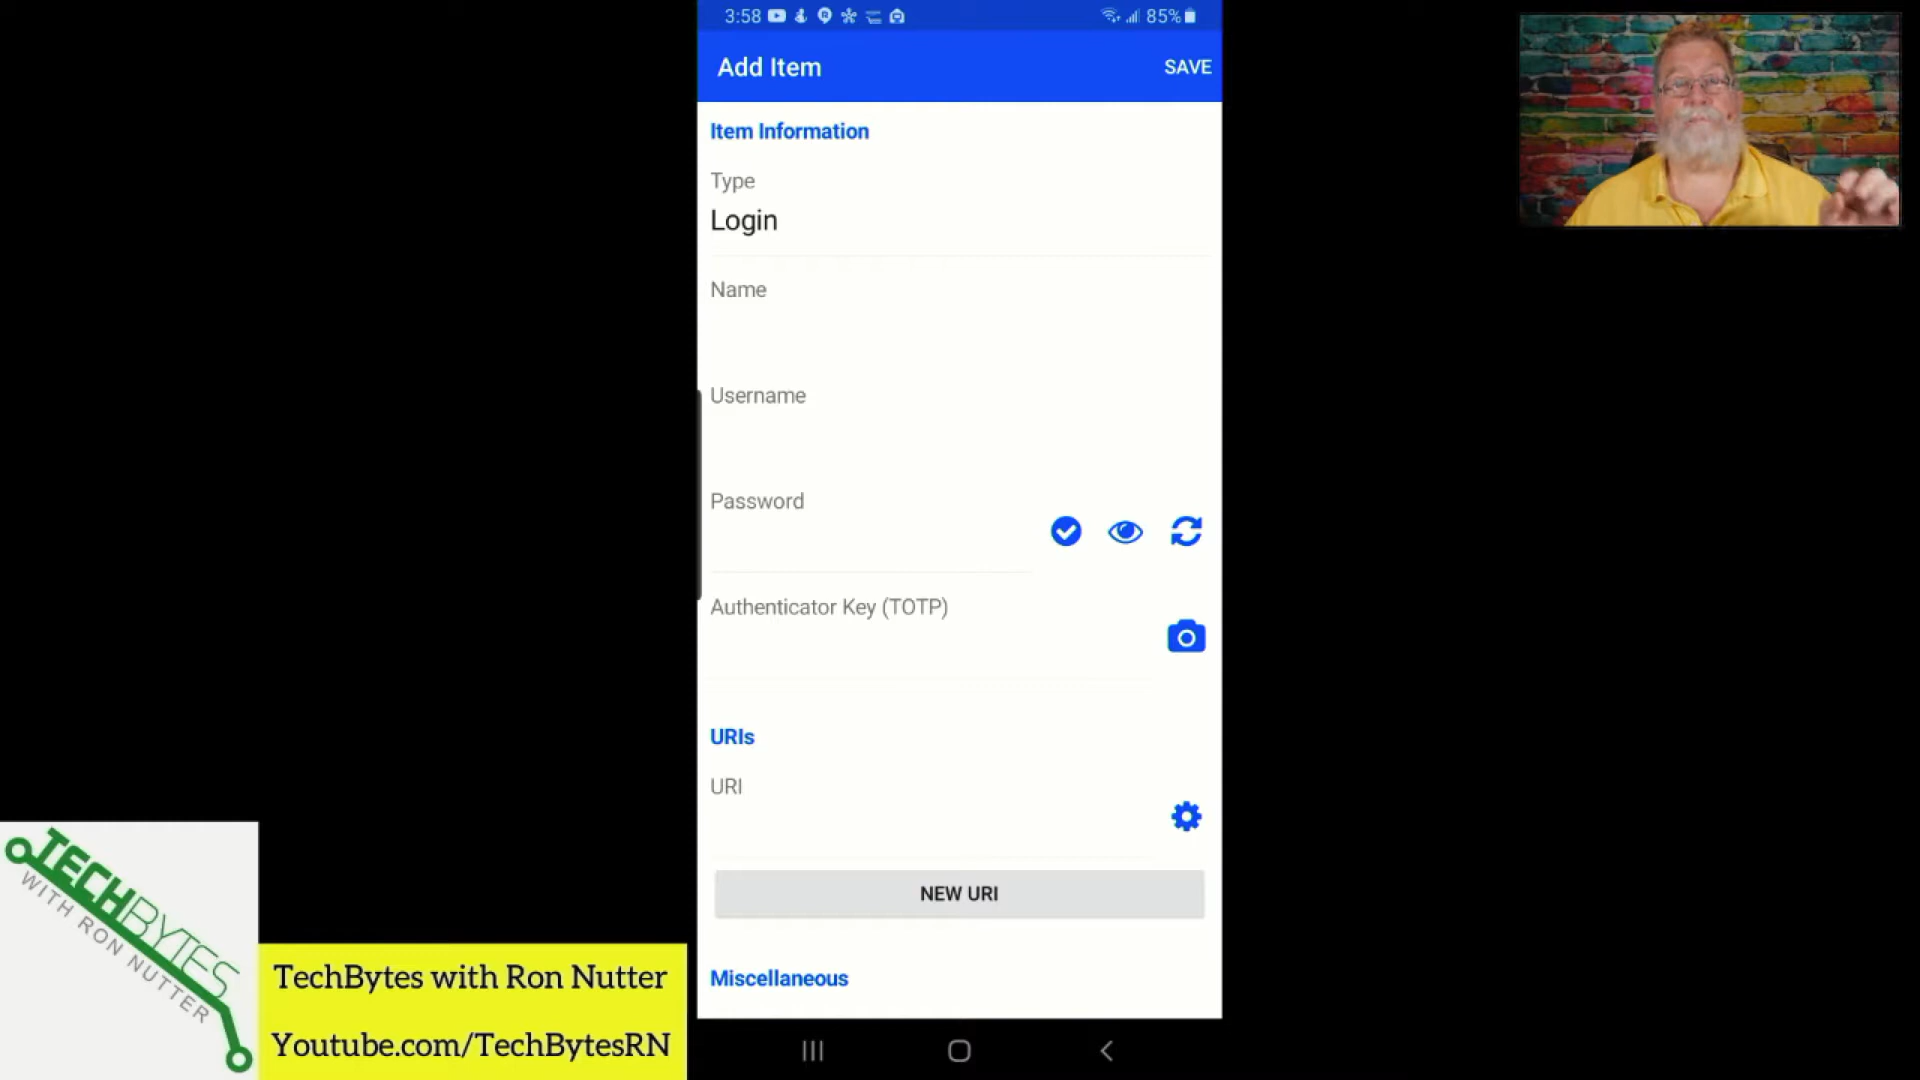 3:58
85%
Add Item
SAVE
Item Information
Type
Login
Name
Username
Password
Authenticator Key (TOTP)
URIs
URI
NEW URI
Miscellaneous
TECHBYTES
WITH RON NUTTER
TechBytes with Ron Nutter
Youtube.com/TechBytesRN